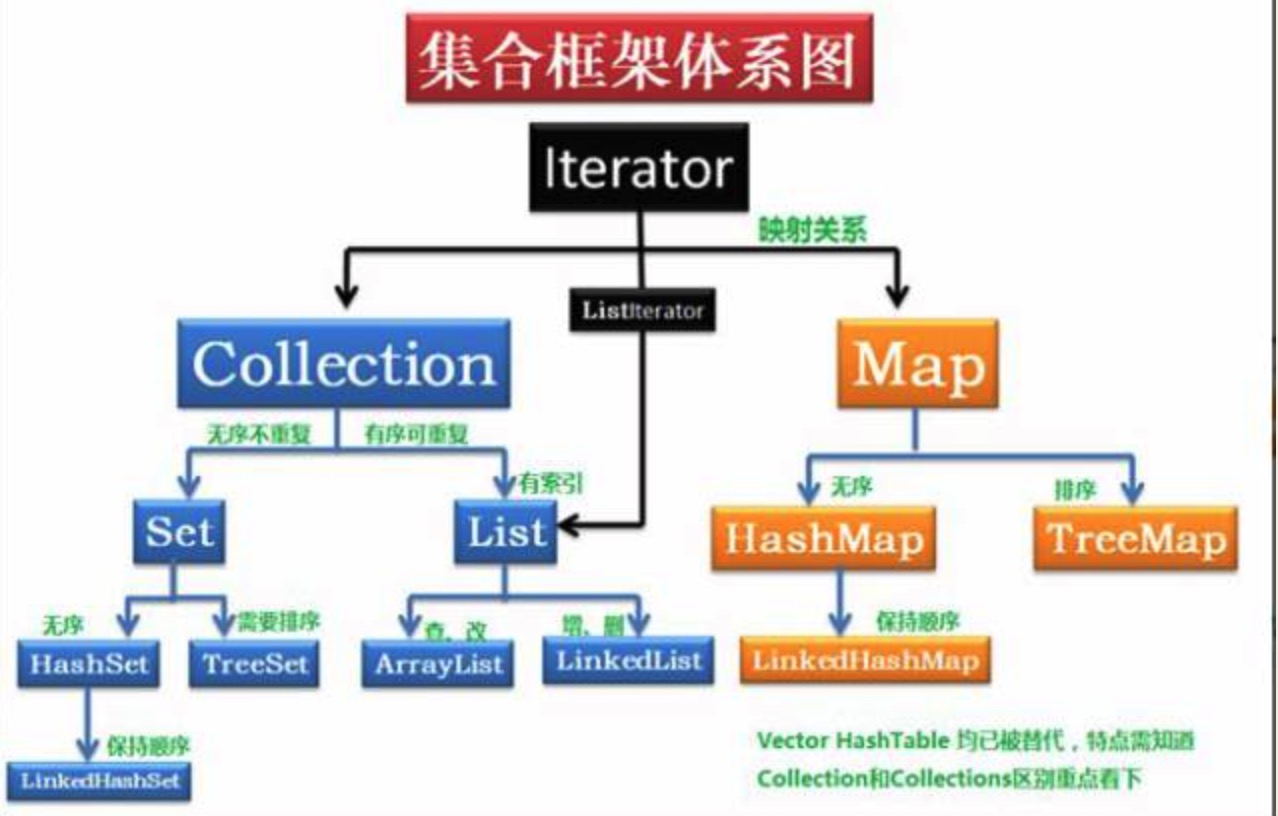 集合框架体系图
Iterator
映射关系
ListIterator
Collection
Map
无序不重复
有序可重复
有索引
无序
排序
Set
List
HashMap
TreeMap
无序
需要排序
查、改
增、删
保持顺序
HashSet
TreeSet
ArrayList
LinkedList
LinkedHashMap
保持顺序
LinkedHashSet
Vector HashTable 均已被替代，特点需知道
Collection和Collections区别重点看下